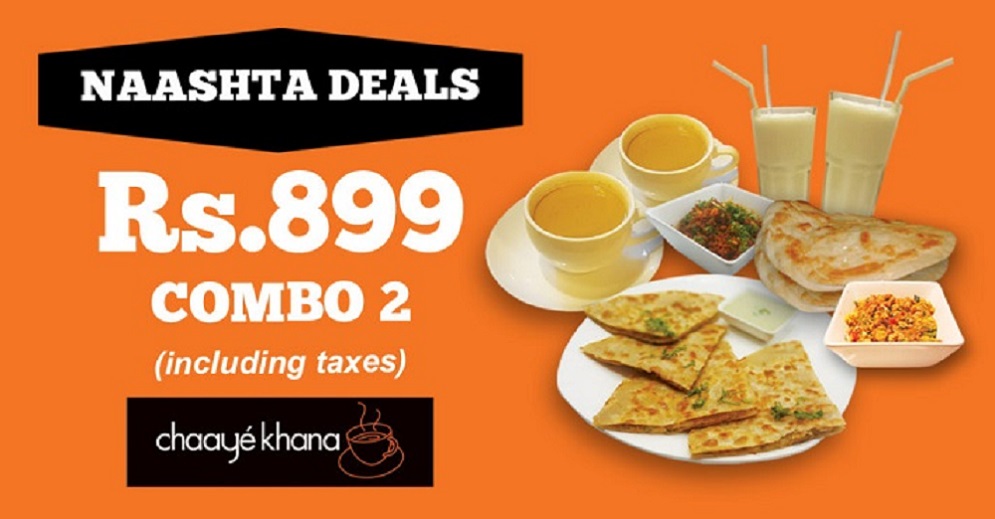 NAASHTA DEALS
Rs.899
COMBO 2
(including taxes)
chaayé khana